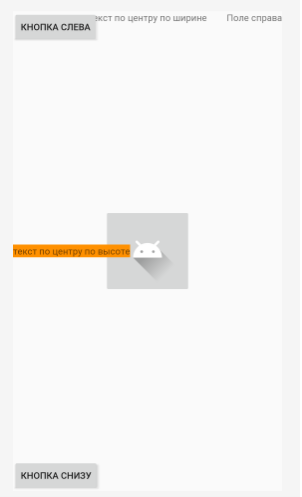 КНОПКА СЛЕВА
екст по центру по ширине
Поле справа
текст по центру по высоте
КНОПКА СНИЗУ